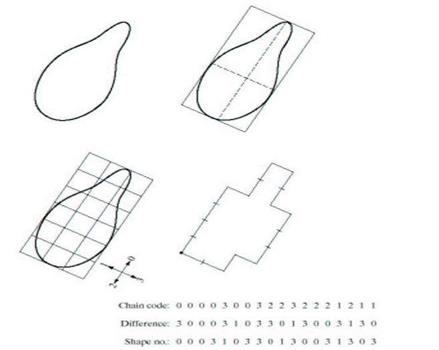 0
2
Chain code: 0 0 0 0 3 0 0 3 2 2 3 2 2 2 1 2 1 1
Difference: 3 0 0 0 3 1 0 3 3 0 1 3 0 0 3 1 3 0
Shape no.: 0 0 0 3 1 0 3 3 0 1 3 0 0 3 1 3 0 3